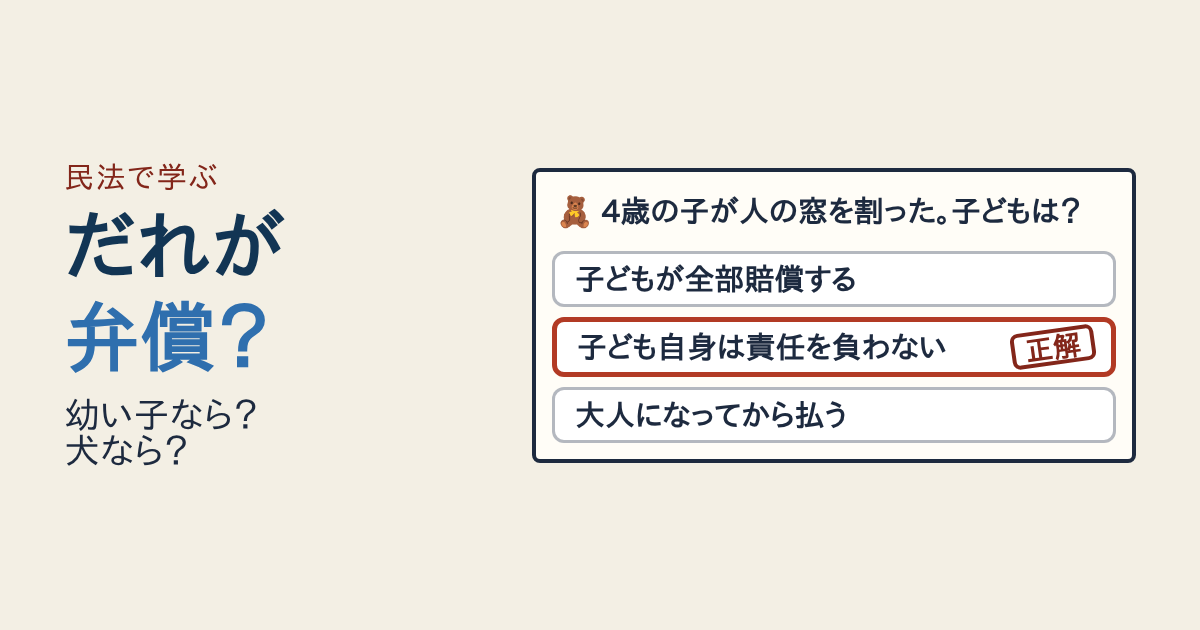 民法で学ぶ
だれが
弁償？
幼い子なら？
犬なら？
4歳の子が人の窓を割った。子どもは？
子どもが全部賠償する
子ども自身は責任を負わない
正解
大人になってから払う